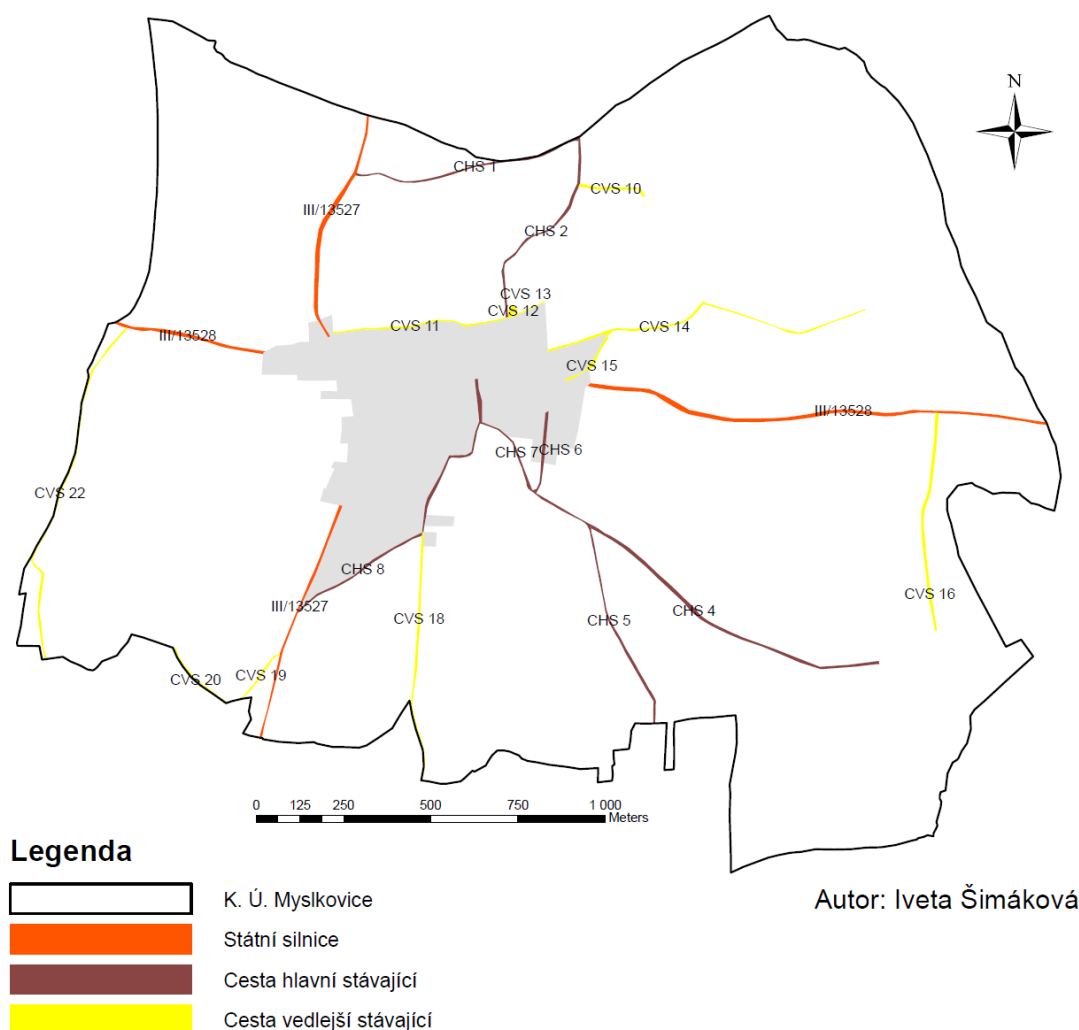 N
CHS 1
CVS 10
III/13527
CHS 2
CVS 13
CVS 12
CVS 11
CVS 14
III/13528
CVS 15
III/13528
CHS 7
CHS 6
CVS 22
CHS 8
CVS 16
III/13527
CHS 4
CVS 18
CHS 5
CVS 19
CVS 20
0 125 250 500 750 1 000
Meters
Legenda
K. Ú. Myslkovice
Autor: Iveta Šimáková
Státní silnice
Cesta hlavní stávající
Cesta vedlejší stávající